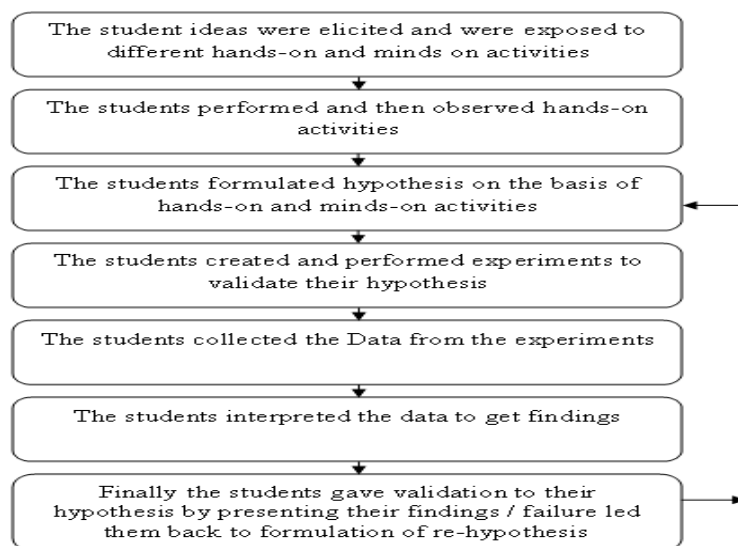 The student ideas were elicited and were exposed to
different hands-on and minds on activities
The students performed and then observed hands-on
activities
The students formulated hypothesis on the basis of
hands-on and minds-on activities
The students created and performed experiments to
validate their hypothesis
The students collected the Data from the experiments
The students interpreted the data to get findings
Finally the students gave validation to their
hypothesis by presenting their findings / failure led
them back to formulation of re-hypothesis